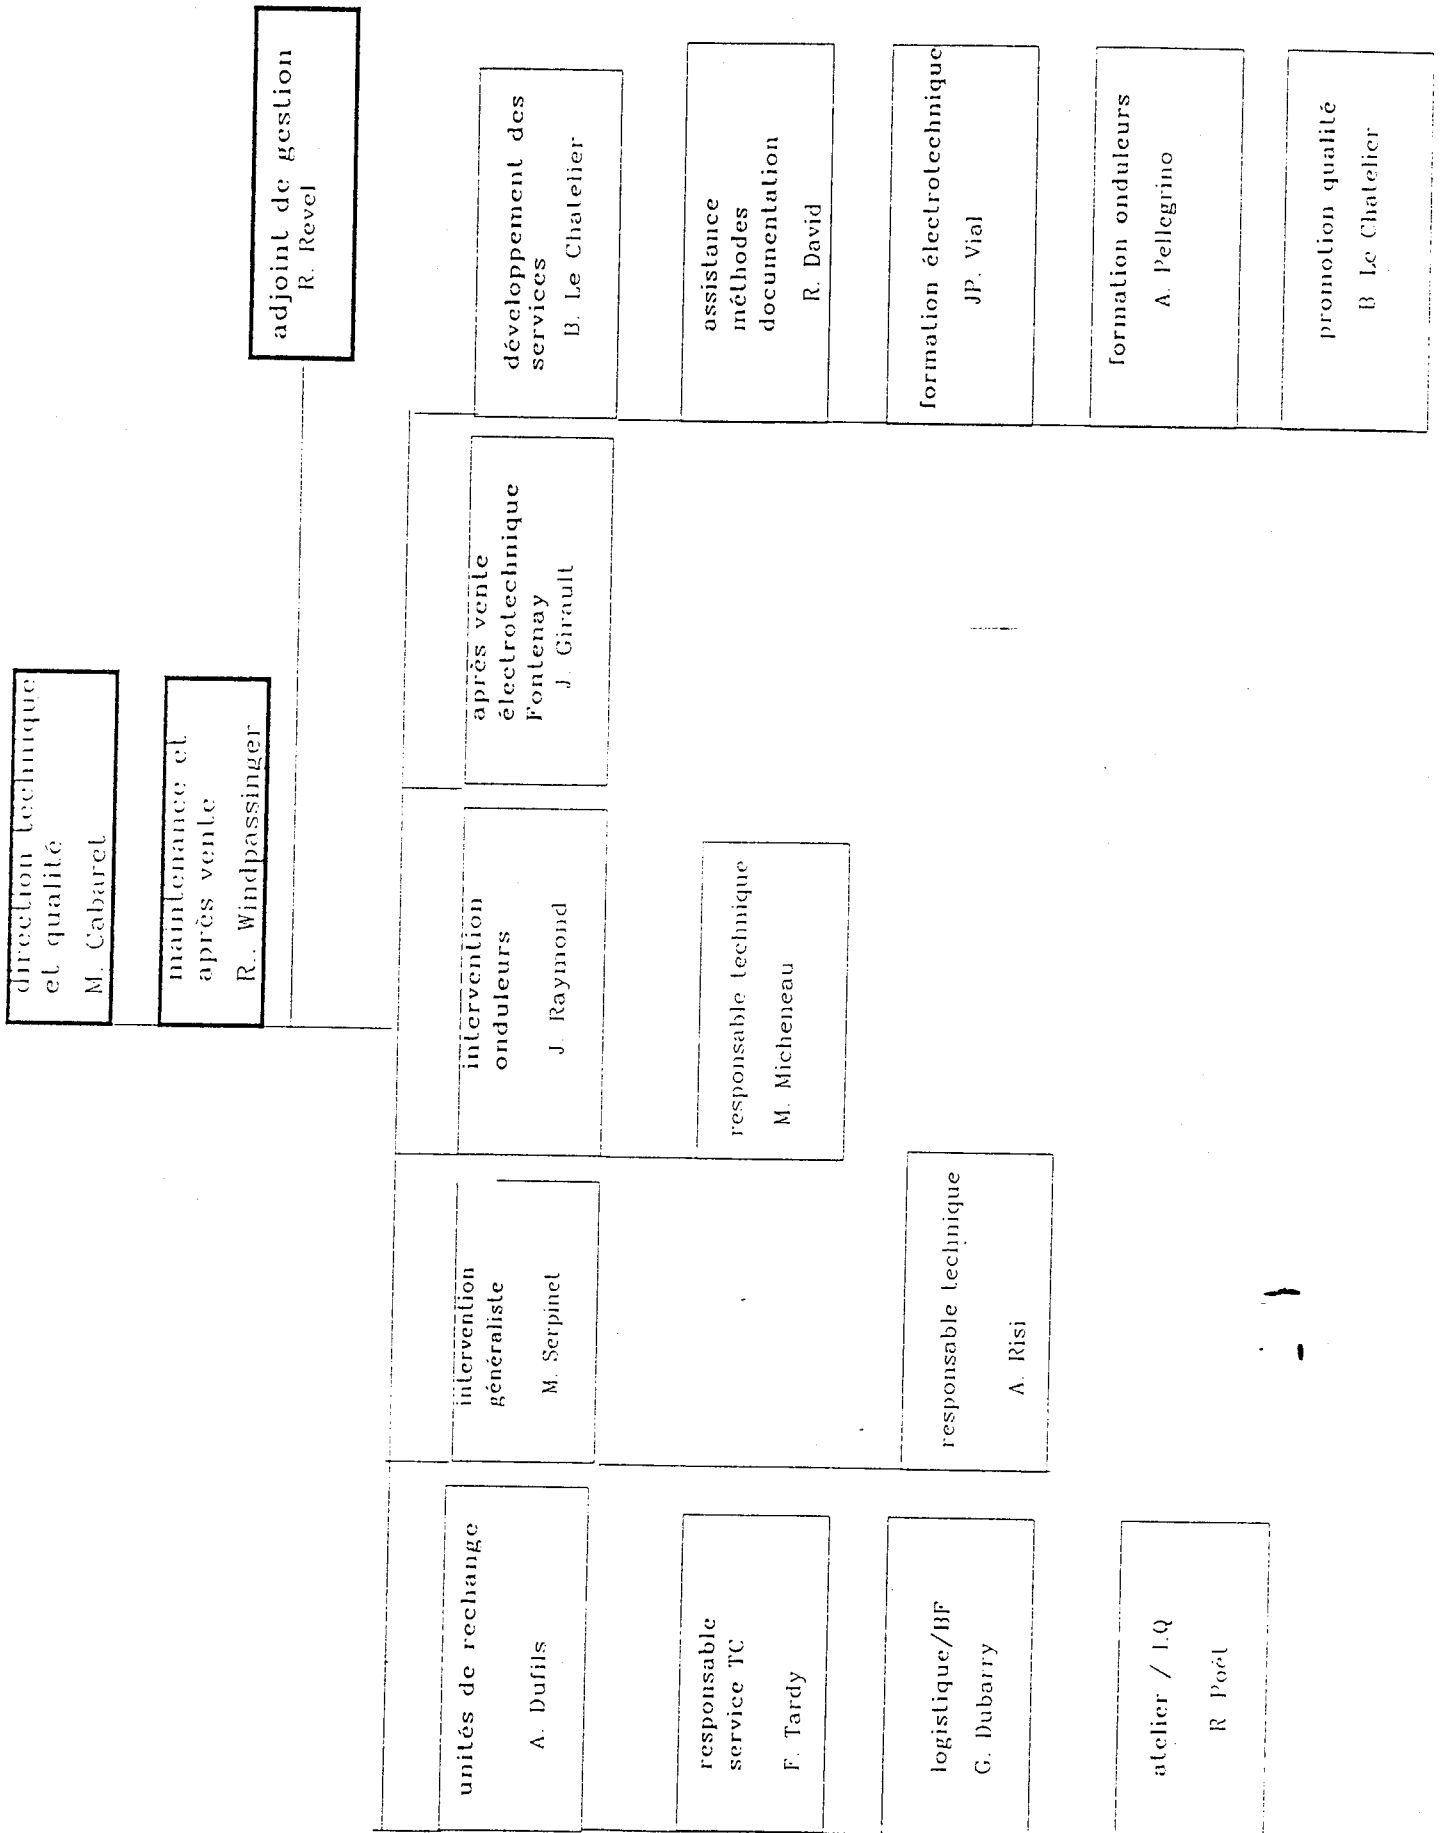 direction technique
et qualité
M. Cabaret
maintenance et
après vente
R.. Windpassinger
adjoint de gestion
R. Revel
unités de rechange
A. Dufils
responsable
service TC
F. Tardy
logistique/BF
G. Dubarry
atelier / I.Q
R Poël
intervention
généraliste
M. Serpinet
responsable technique
A. Risi
intervention
onduleurs
J. Raymond
responsable technique
M. Micheneau
après vente
électrotechnique
Fontenay
J. Girault
développement des
services
B. Le Chatelier
assistance
méthodes
documentation
R. David
formation électrotechnique
JP. Vial
formation onduleurs
A. Pellegrino
promotion qualité
B Le Chatelier